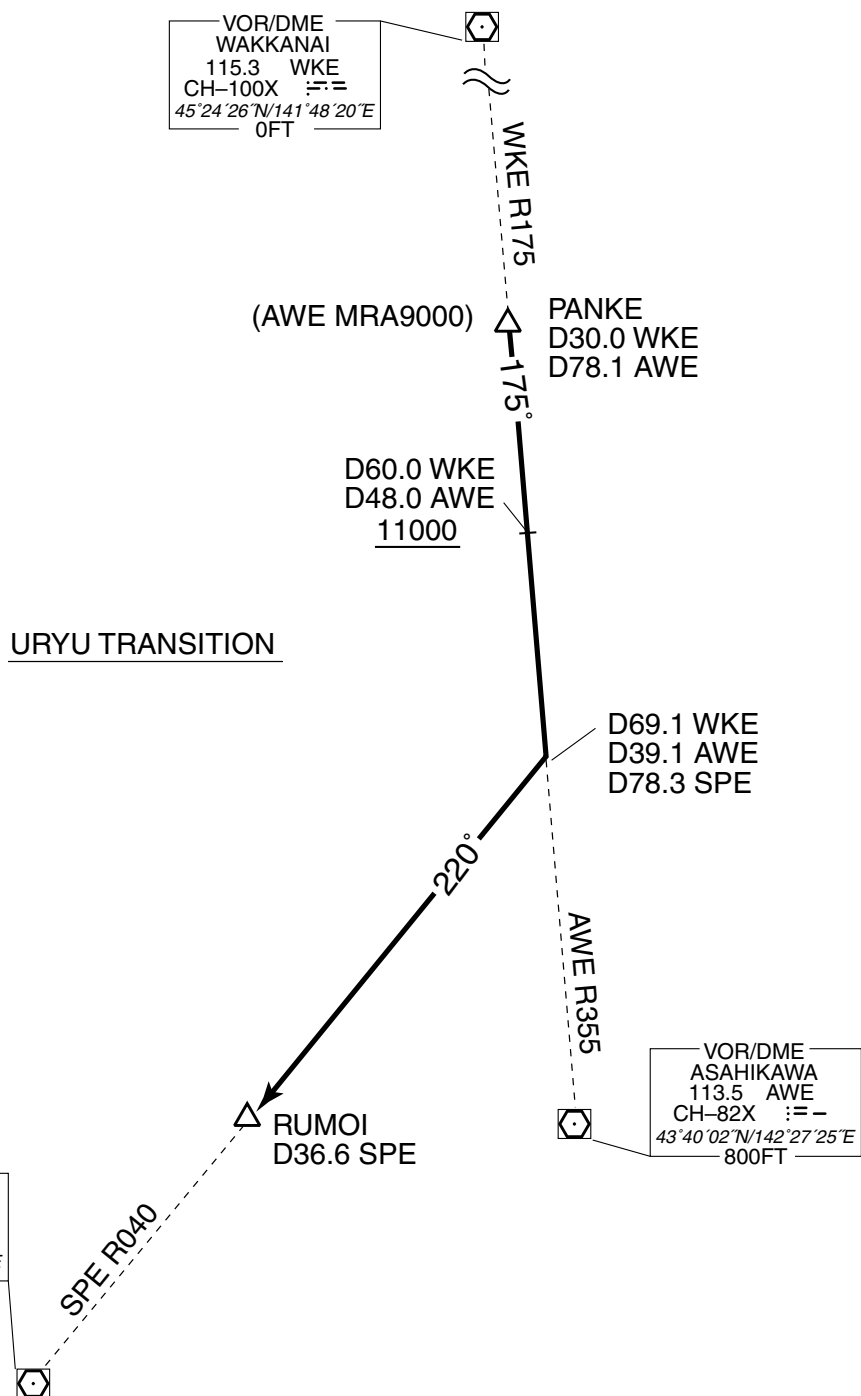 VOR/DME
WAKKANAI
115.3 WKE
CH–100X
45°24´26˝N/141°48´20˝E
0FT
WKE R175
(AWE MRA9000)
PANKE
D30.0 WKE
D78.1 AWE
175°
D60.0 WKE
D48.0 AWE
11000
URYU TRANSITION
D69.1 WKE
D39.1 AWE
D78.3 SPE
220°
AWE R355
VOR/DME
ASAHIKAWA
113.5 AWE
CH–82X
43°40´02˝N/142°27´25˝E
800FT
RUMOI
D36.6 SPE
SPE R040